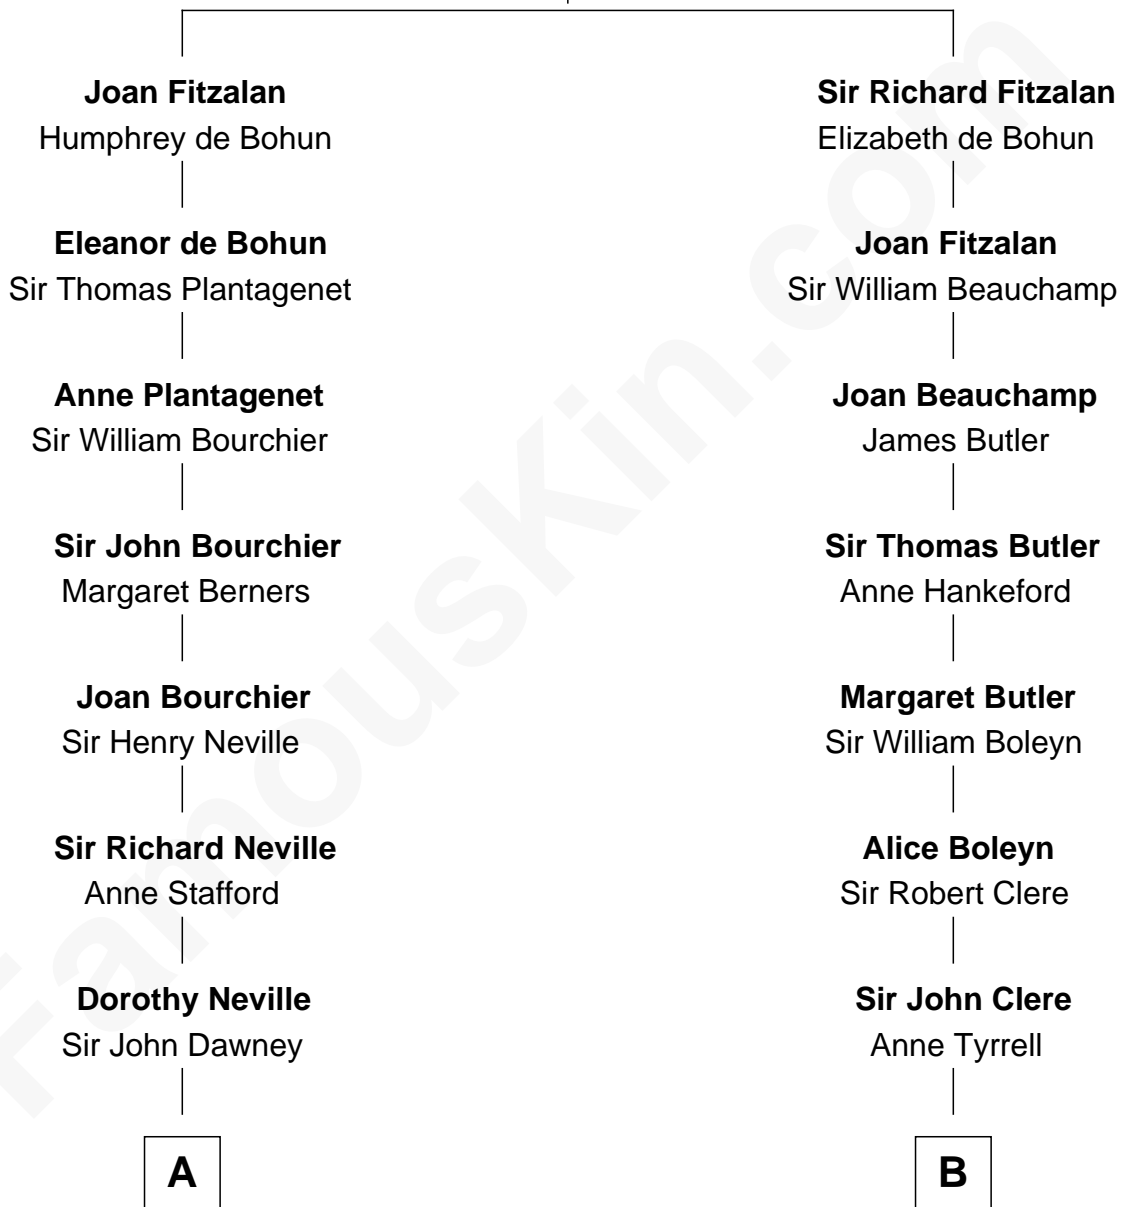 Joan Fitzalan
Humphrey de Bohun
Eleanor de Bohun
Sir Thomas Plantagenet
Anne Plantagenet
Sir William Bourchier
Sir John Bourchier
Margaret Berners
Joan Bourchier
Sir Henry Neville
Sir Richard Neville
Anne Stafford
Dorothy Neville
Sir John Dawney
A
Sir Richard Fitzalan
Elizabeth de Bohun
Joan Fitzalan
Sir William Beauchamp
Joan Beauchamp
James Butler
Sir Thomas Butler
Anne Hankeford
Margaret Butler
Sir William Boleyn
Alice Boleyn
Sir Robert Clere
Sir John Clere
Anne Tyrrell
B
FamousKin.com